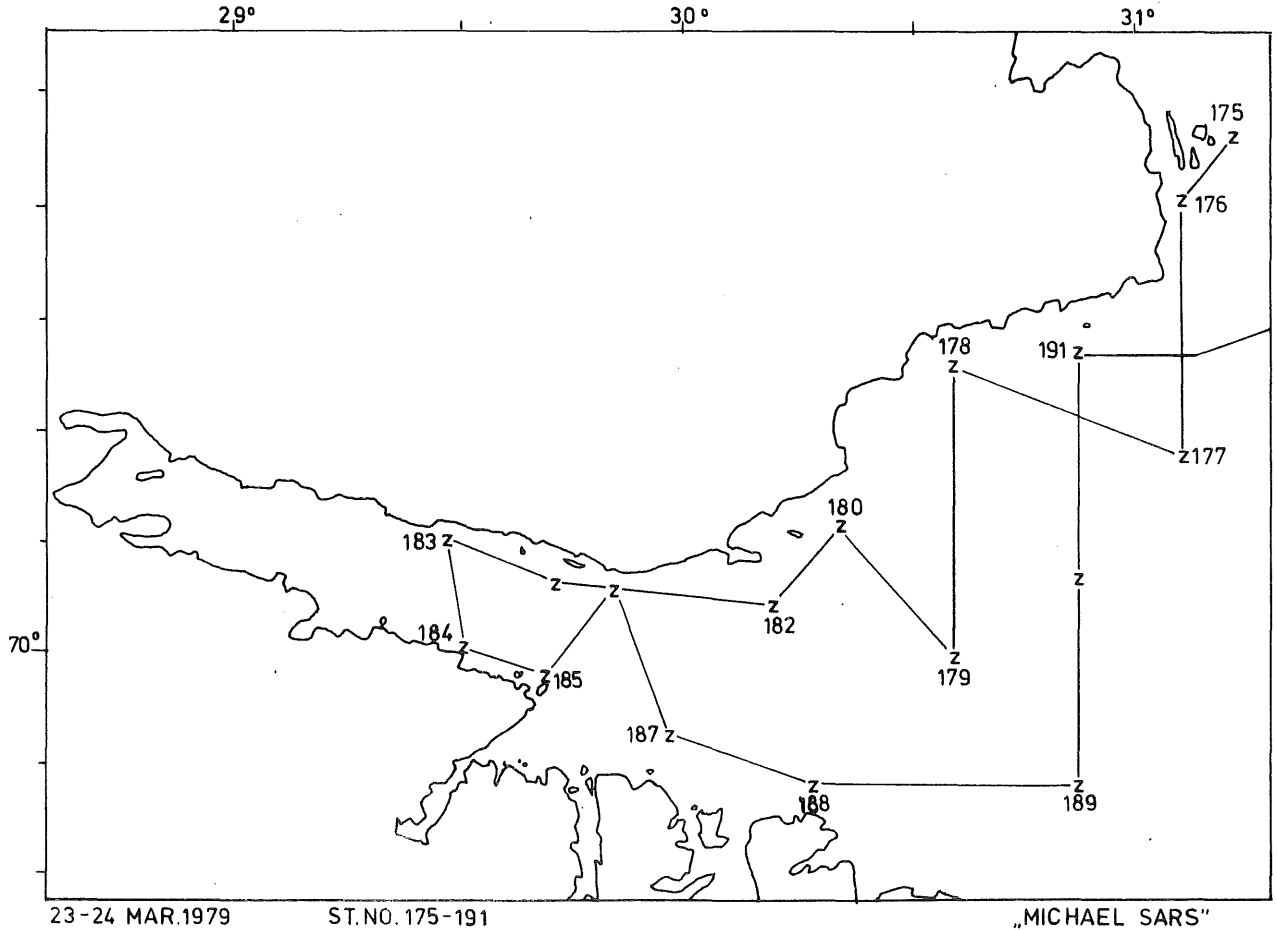 29° 30° 31°
175
z
z 176
178
191 z
z
z 177
180
z
183 z
z z
z
z
182
184
z
70°
z
179
z 185
187 z
z z
188 189
23-24 MAR.1979 ST.NO.175-191 „MICHAEL SARS”